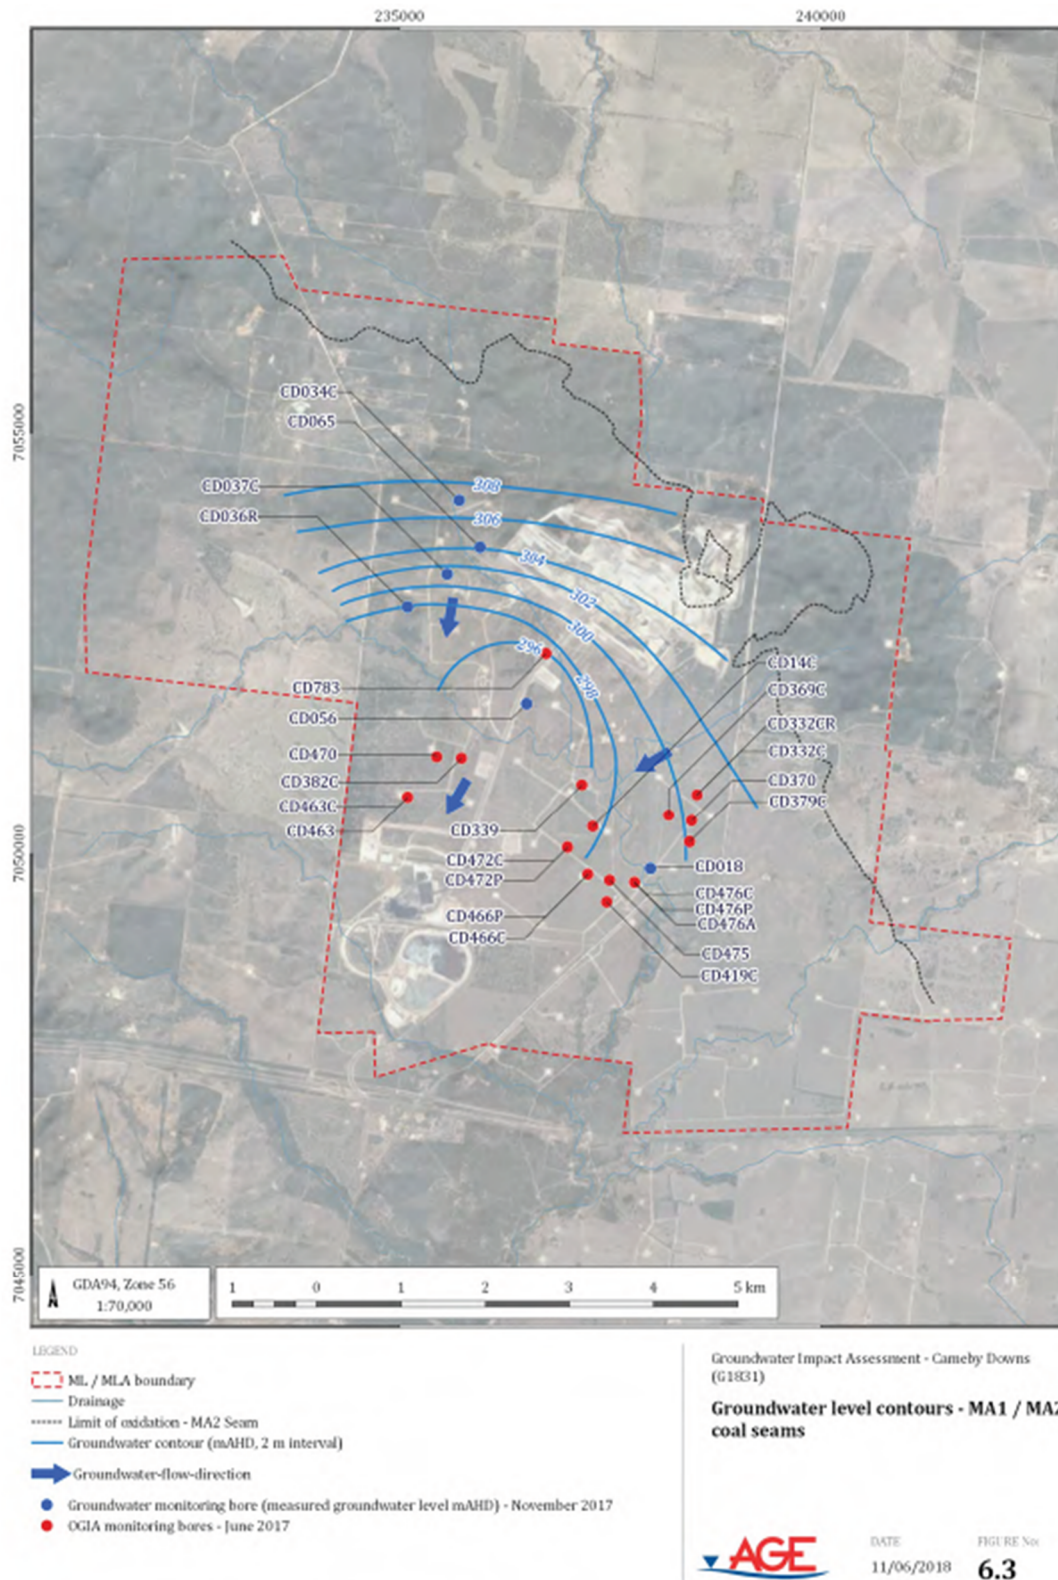 235000
240000
7055000
7050000
7045000
CD034C
CD065
CD037C
CD036R
308
306
304
302
300
298
296
CD783
CD056
CD470
CD382C
CD463C
CD463
CD339
CD472C
CD472P
CD466P
CD466C
CD14C
CD369C
CD332CR
CD332C
CD370
CD379C
CD018
CD476C
CD476P
CD476A
CD475
CD419C
GDA94, Zone 56
1:70,000
1 0 1 2 3 4 5 km
LEGEND
ML / MLA boundary
Drainage
Limit of oxidation - MA2 Seam
Groundwater contour (mAHD, 2 m interval)
Groundwater-flow-direction
Groundwater monitoring bore (measured groundwater level mAHD) - November 2017
OGIA monitoring bores - June 2017
Groundwater Impact Assessment - Cameby Downs
(G1831)
Groundwater level contours - MA1 / MA2
coal seams
AGE
DATE
11/06/2018
FIGURE No:
6.3